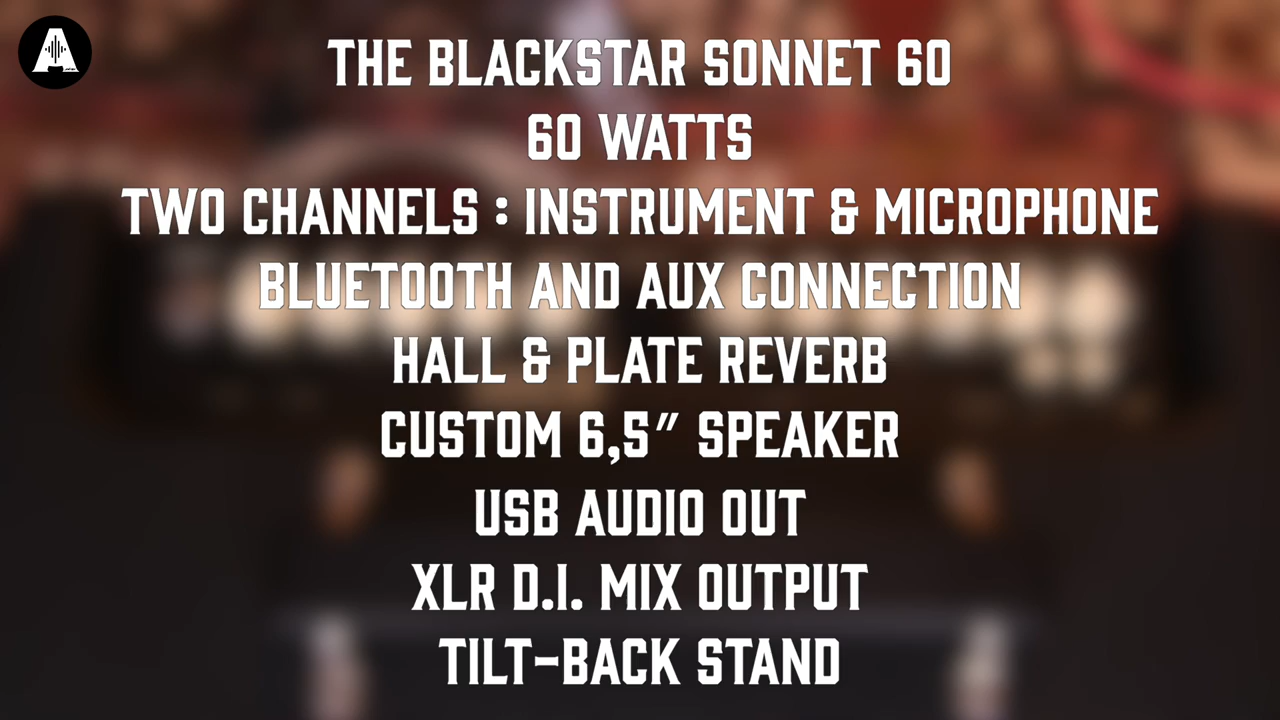 A
THE BLACKSTAR SONNET 60
60 WATTS
TWO CHANNELS : INSTRUMENT & MICROPHONE
BLUETOOTH AND AUX CONNECTION
HALL & PLATE REVERB
CUSTOM 6,5" SPEAKER
USB AUDIO OUT
XLR D.I. MIX OUTPUT
TILT-BACK STAND